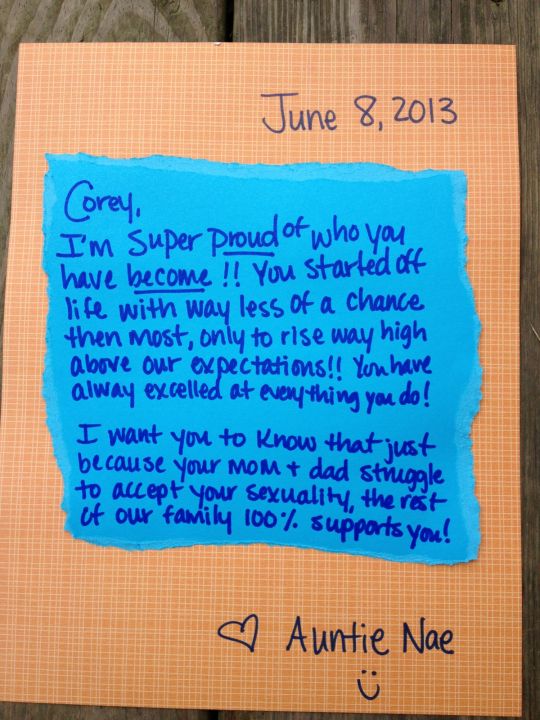 June 8, 2013
Corey,
I'm super proud of who you
have become !! You started off
life with way less of a chance
then most, only to rise way high
above our expectations!! You have
alway excelled at everything you do!
I want you to know that just
because your mom + dad struggle
to accept your sexuality, the rest
of our family 100% supports you!
♡ Auntie Nae